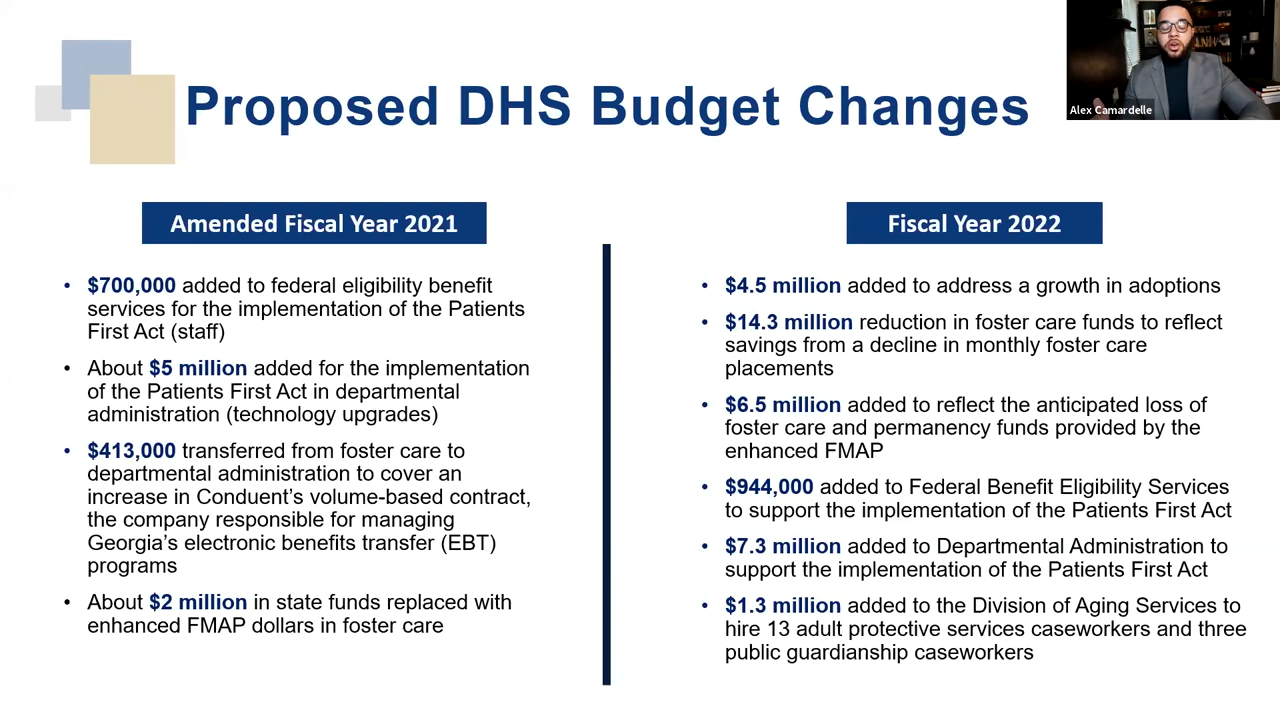 Proposed DHS Budget Changes
Alex Camardelle
Amended Fiscal Year 2021
• $700,000 added to federal eligibility benefit
services for the implementation of the Patients
First Act (staff)
• About $5 million added for the implementation
of the Patients First Act in departmental
administration (technology upgrades)
• $413,000 transferred from foster care to
departmental administration to cover an
increase in Conduent's volume-based contract,
the company responsible for managing
Georgia's electronic benefits transfer (EBT)
programs
• About $2 million in state funds replaced with
enhanced FMAP dollars in foster care
Fiscal Year 2022
• $4.5 million added to address a growth in adoptions
• $14.3 million reduction in foster care funds to reflect
savings from a decline in monthly foster care
placements
• $6.5 million added to reflect the anticipated loss of
foster care and permanency funds provided by the
enhanced FMAP
• $944,000 added to Federal Benefit Eligibility Services
to support the implementation of the Patients First Act
• $7.3 million added to Departmental Administration to
support the implementation of the Patients First Act
• $1.3 million added to the Division of Aging Services to
hire 13 adult protective services caseworkers and three
public guardianship caseworkers